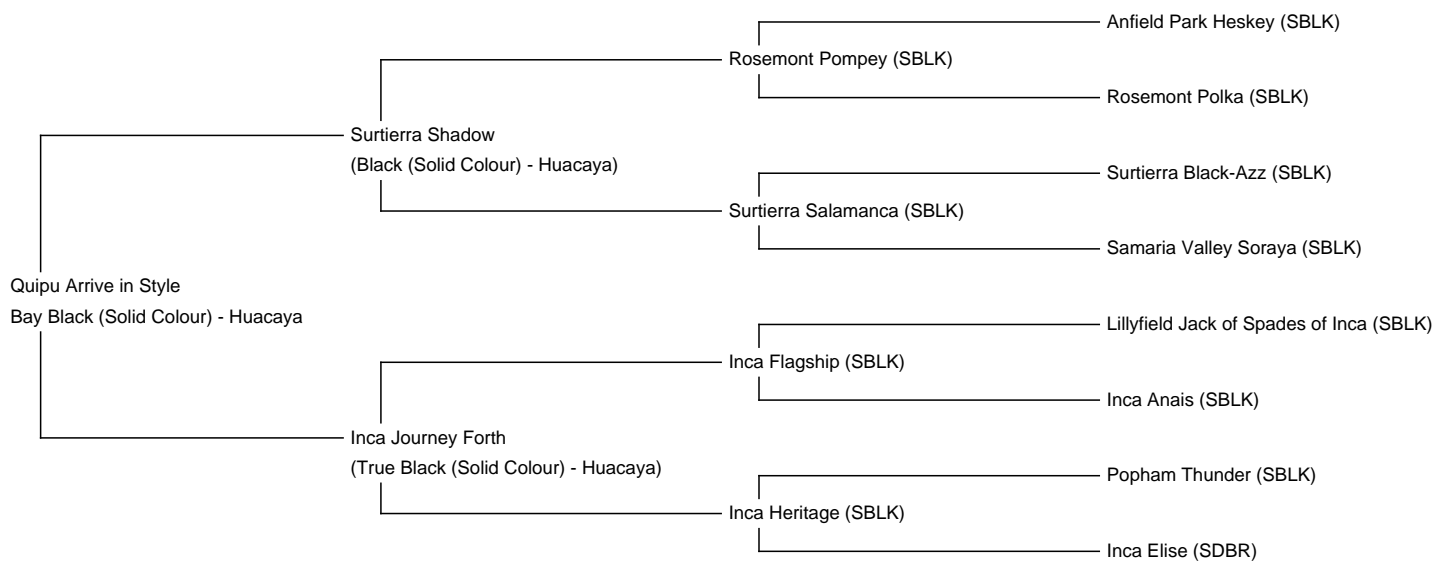 Anfield Park Heskey (SBLK)
Rosemont Pompey (SBLK)
Rosemont Polka (SBLK)
Surtierra Shadow
(Black (Solid Colour) - Huacaya)
Surtierra Black-Azz (SBLK)
Surtierra Salamanca (SBLK)
Samaria Valley Soraya (SBLK)
Quipu Arrive in Style
Bay Black (Solid Colour) - Huacaya
Lillyfield Jack of Spades of Inca (SBLK)
Inca Flagship (SBLK)
Inca Anais (SBLK)
Inca Journey Forth
(True Black (Solid Colour) - Huacaya)
Popham Thunder (SBLK)
Inca Heritage (SBLK)
Inca Elise (SDBR)